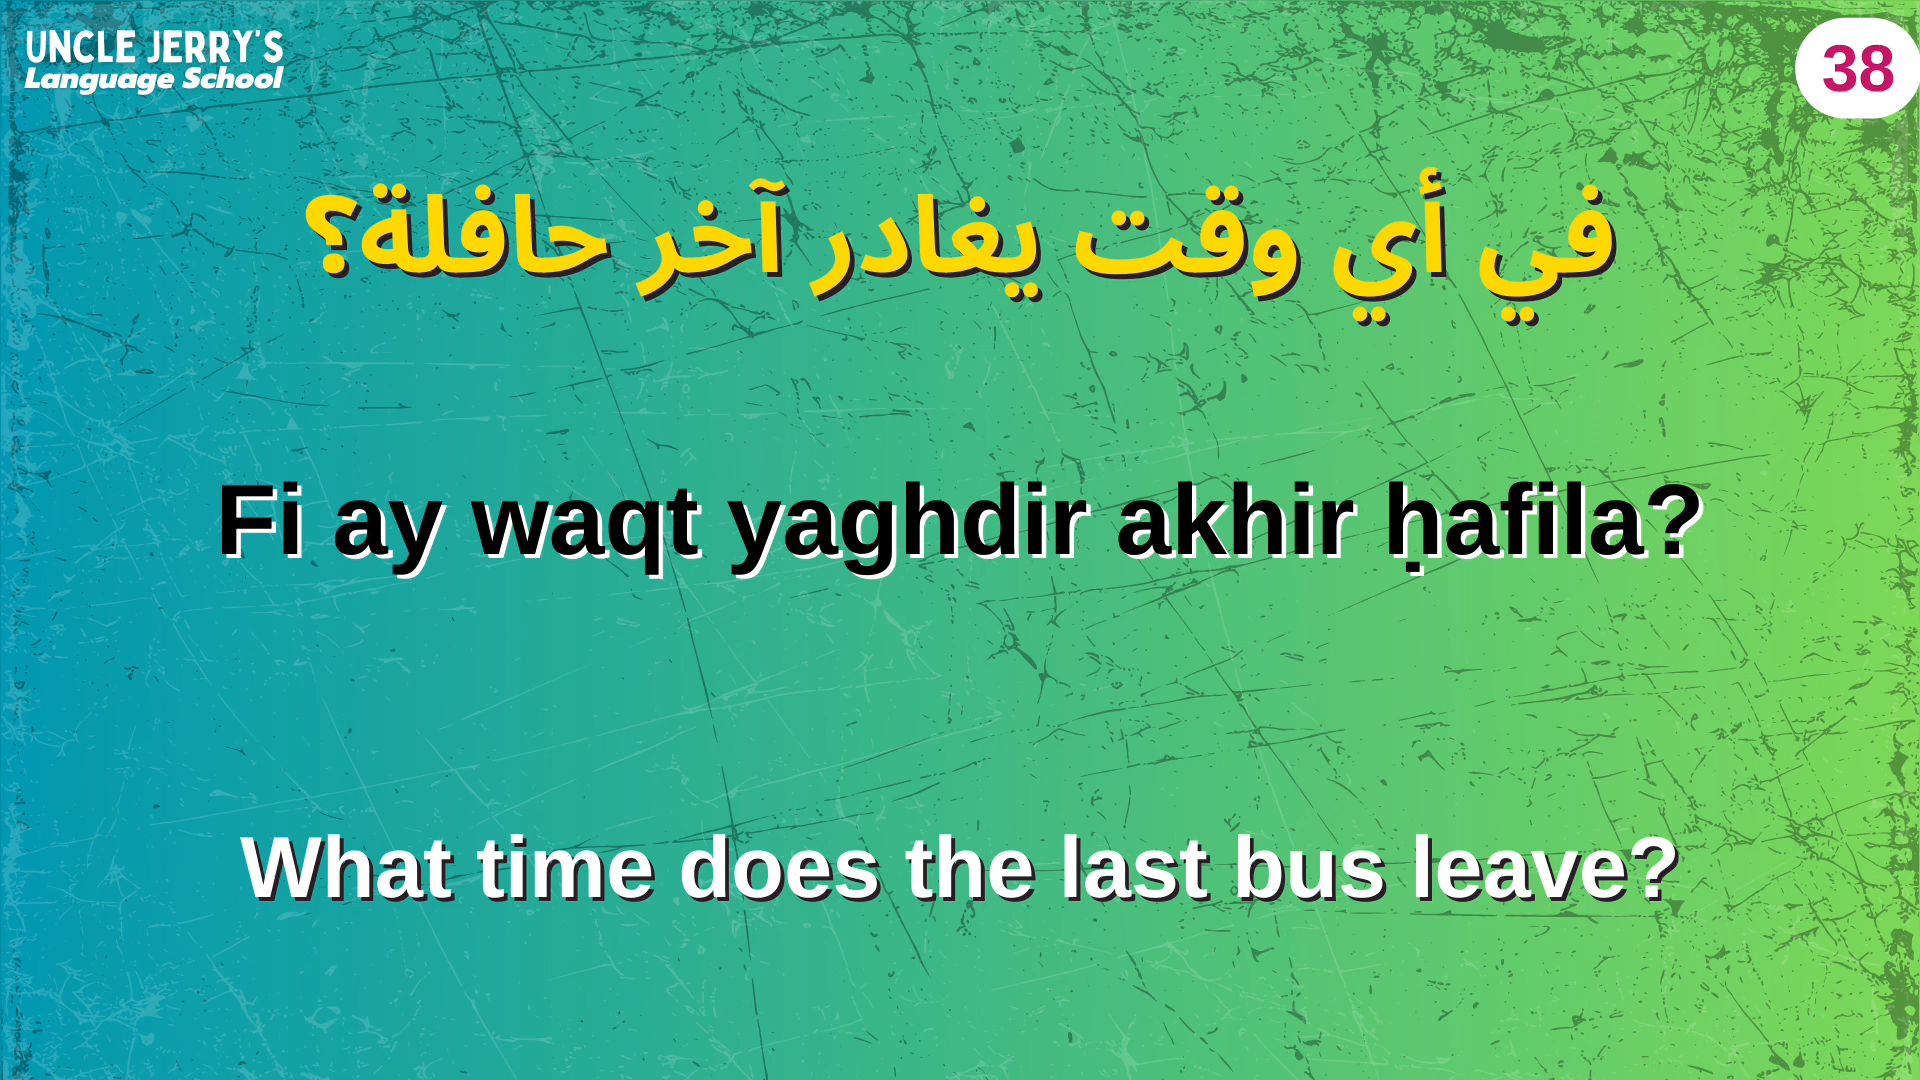 UNCLE JERRY'S
Language School
38
في أي وقت يغادر آخر حافلة؟
Fi ay waqt yaghdir akhir ḥafila?
What time does the last bus leave?